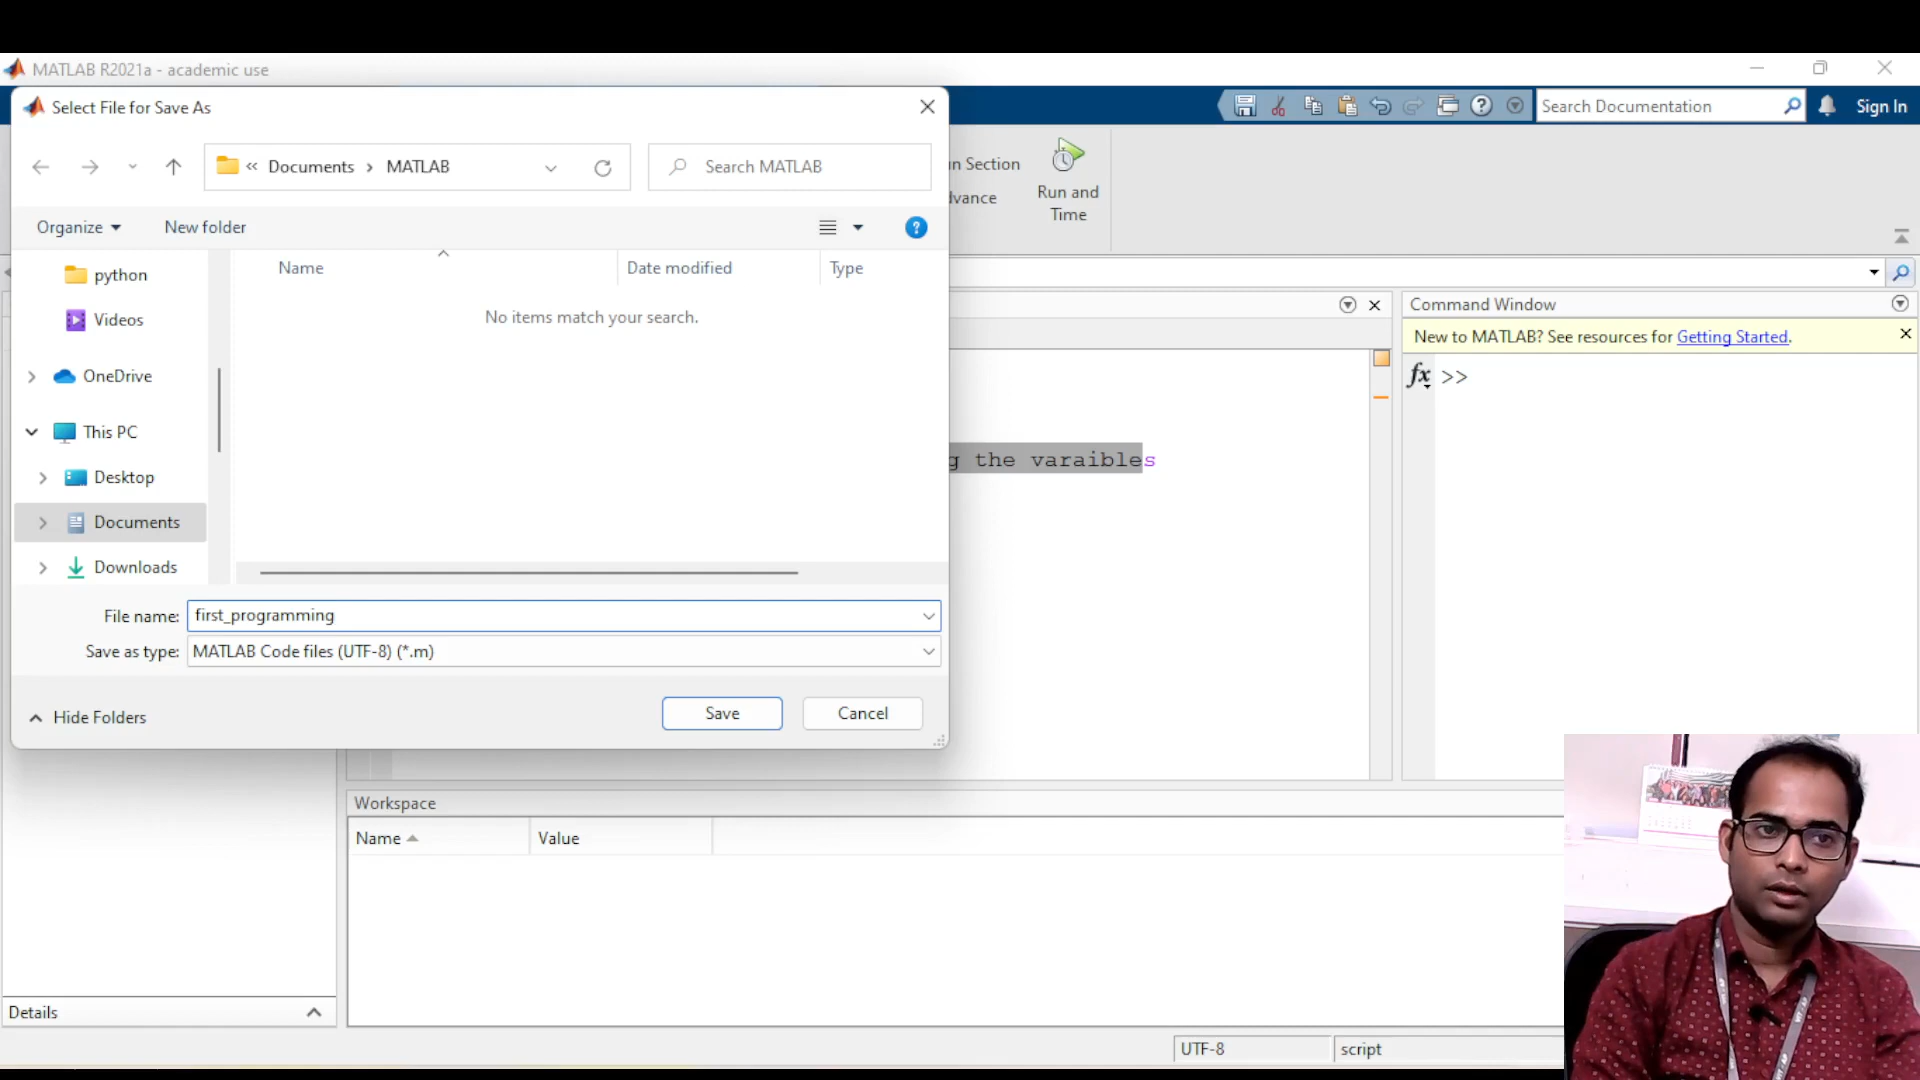 MATLAB R2021a - academic use
Select File for Save As
Search Documentation
Sign In
« Documents › MATLAB
Search MATLAB
n Section
vance
Run and
Time
Organize
New folder
Name
Date modified
Type
No items match your search.
python
Videos
OneDrive
This PC
Desktop
Documents
Downloads
Command Window
New to MATLAB? See resources for Getting Started.
fx >>
g the varaibles
File name: first_programming
Save as type: MATLAB Code files (UTF-8) (*.m)
Hide Folders
Save
Cancel
Workspace
Name
Value
Details
UTF-8
script